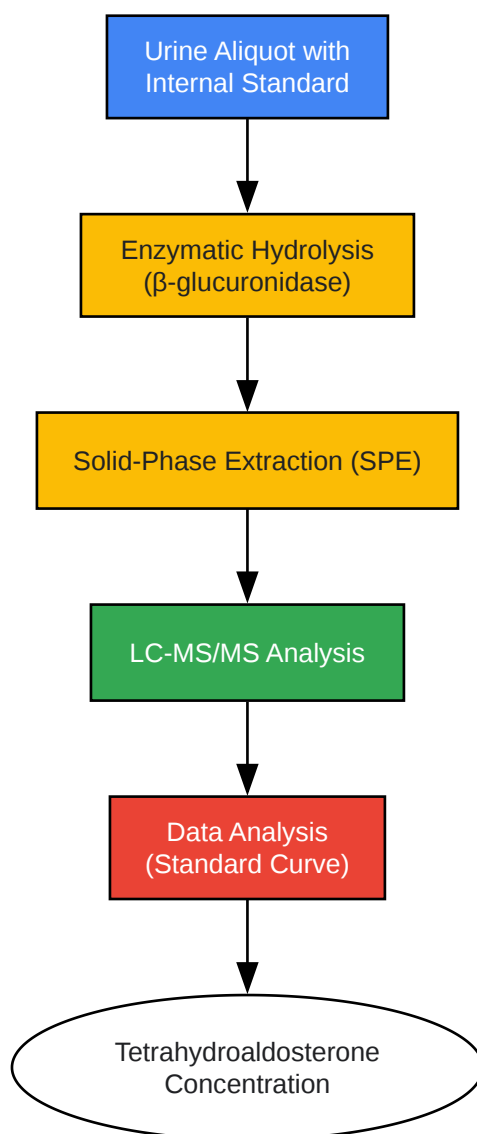 Urine Aliquot with
Internal Standard
Enzymatic Hydrolysis
(β-glucuronidase)
Solid-Phase Extraction (SPE)
LC-MS/MS Analysis
Data Analysis
(Standard Curve)
Tetrahydroaldosterone
Concentration